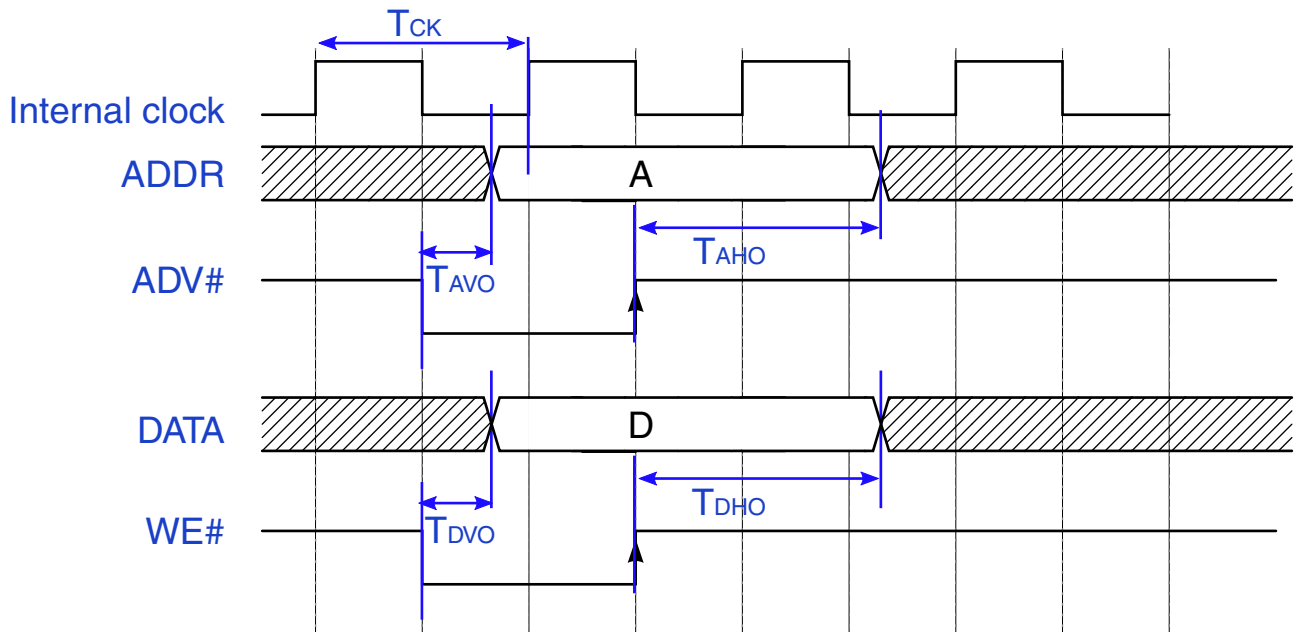 TCK
Internal clock
ADDR
A
TAHO
ADV#
TAVO
DATA
D
TDHO
WE#
TDVO